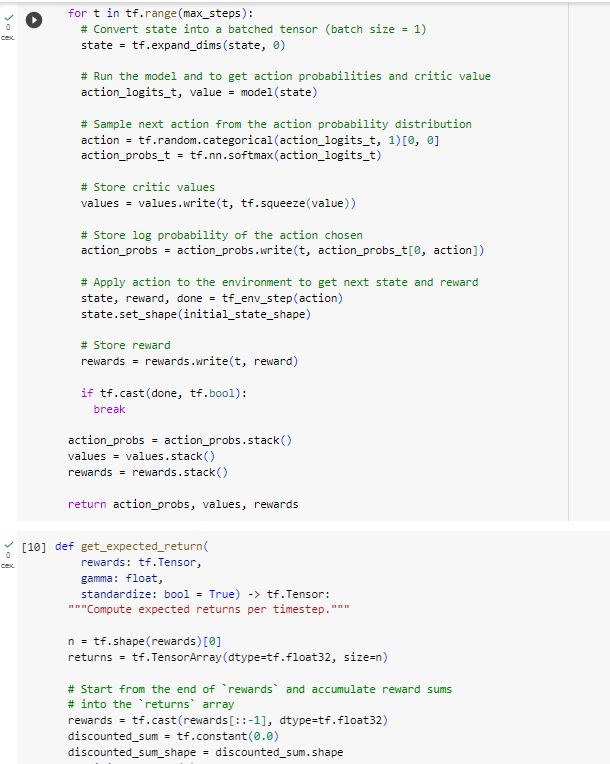 for t in tf.range(max_steps):
# Convert state into a batched tensor (batch size = 1)
0
сек.
state = tf.expand_dims(state, 0)
# Run the model and to get action probabilities and critic value
action_logits_t, value = model(state)
# Sample next action from the action probability distribution
action = tf.random.categorical(action_logits_t, 1)[0, 0]
action_probs_t = tf.nn.softmax(action_logits_t)
# Store critic values
values = values.write(t, tf.squeeze(value))
# Store log probability of the action chosen
action_probs = action_probs.write(t, action_probs_t[0, action])
# Apply action to the environment to get next state and reward
state, reward, done = tf_env_step(action)
state.set_shape(initial_state_shape)
# Store reward
rewards = rewards.write(t, reward)
if tf.cast(done, tf.bool):
break
action_probs = action_probs.stack()
values = values.stack()
rewards = rewards.stack()
return action_probs, values, rewards
[10] def get_expected_return(
0
сек.
rewards: tf.Tensor,
gamma: float,
standardize: bool = True) -> tf.Tensor:
"""Compute expected returns per timestep."""
n = tf.shape(rewards)[0]
returns = tf.TensorArray(dtype=tf.float32, size=n)
# Start from the end of `rewards` and accumulate reward sums
# into the `returns` array
rewards = tf.cast(rewards[::-1], dtype=tf.float32)
discounted_sum = tf.constant(0.0)
discounted_sum_shape = discounted_sum.shape